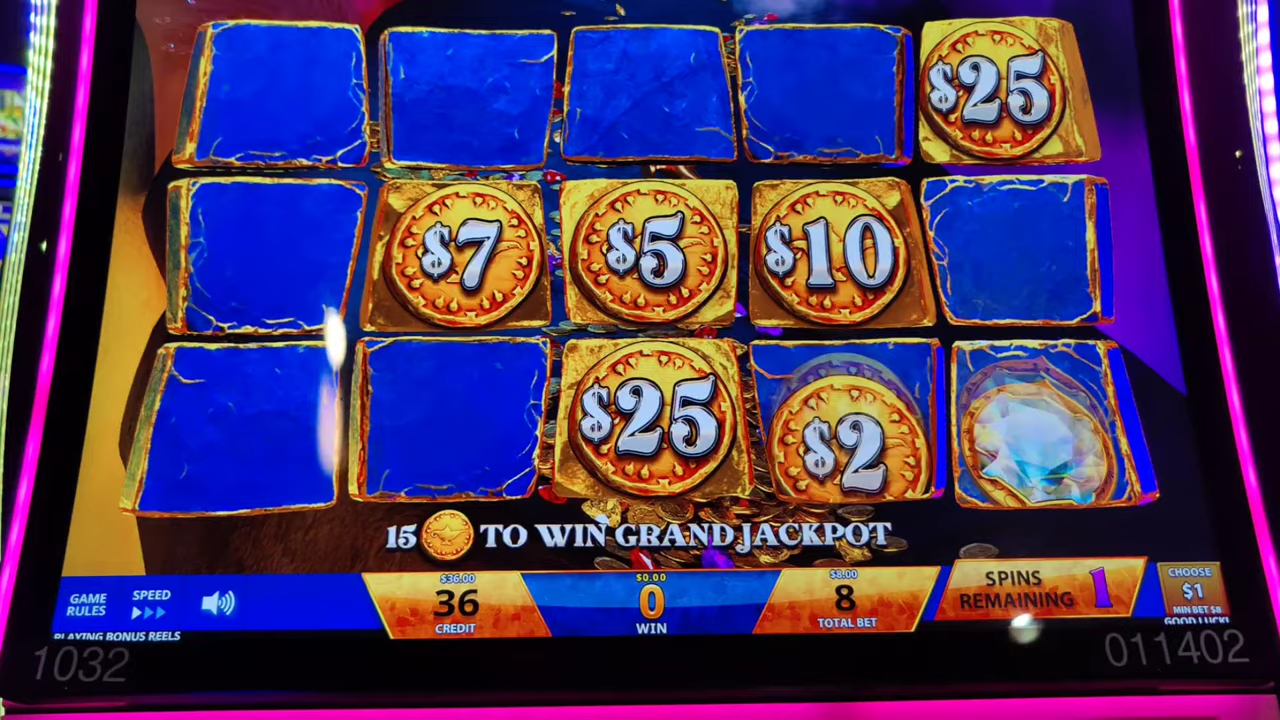 $25
$7 $5 $10
$25 $2
15 TO WIN GRAND JACKPOT
GAME RULES
SPEED
$36.00
36
CREDIT
$0.00
0
WIN
$8.00
8
TOTAL BET
SPINS
REMAINING 1
CHOOSE
$1
MIN BET $8
GOOD LUCK!
PLAYING BONUS REELS
1032
011402